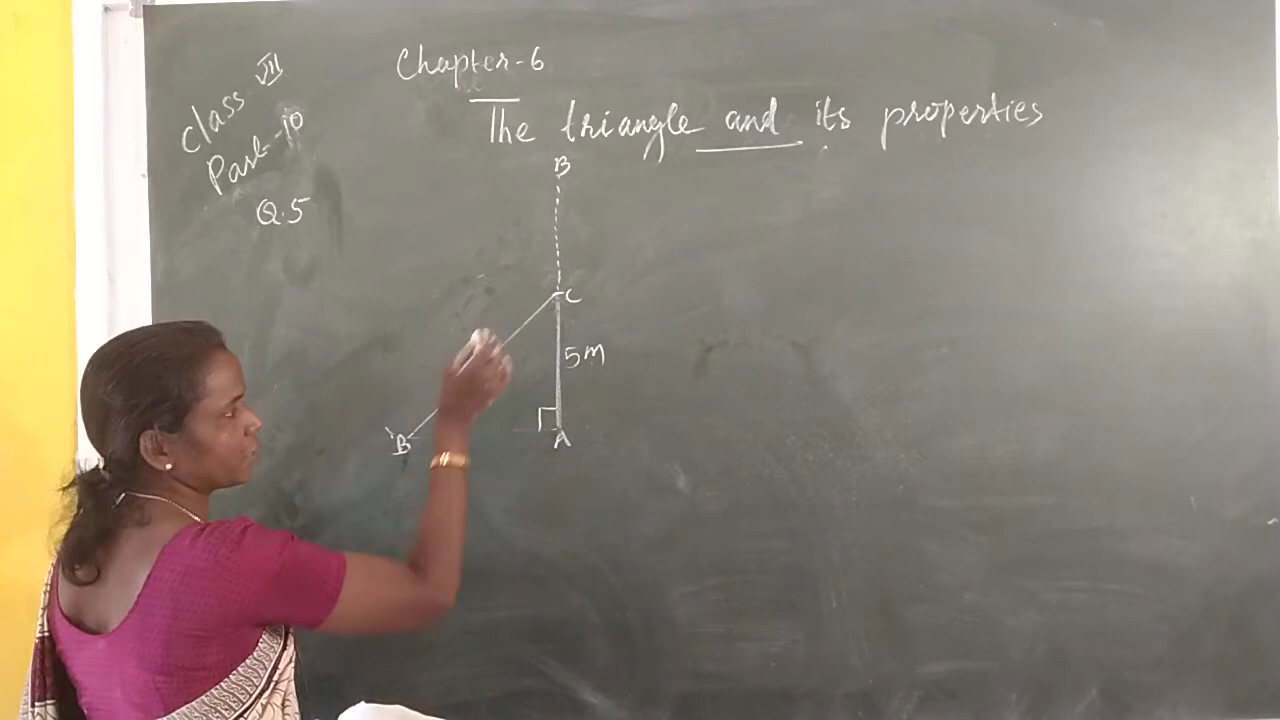 Class VII
Part-10
Q.5
Chapter-6
The triangle and its properties
B
C
5m
B
A